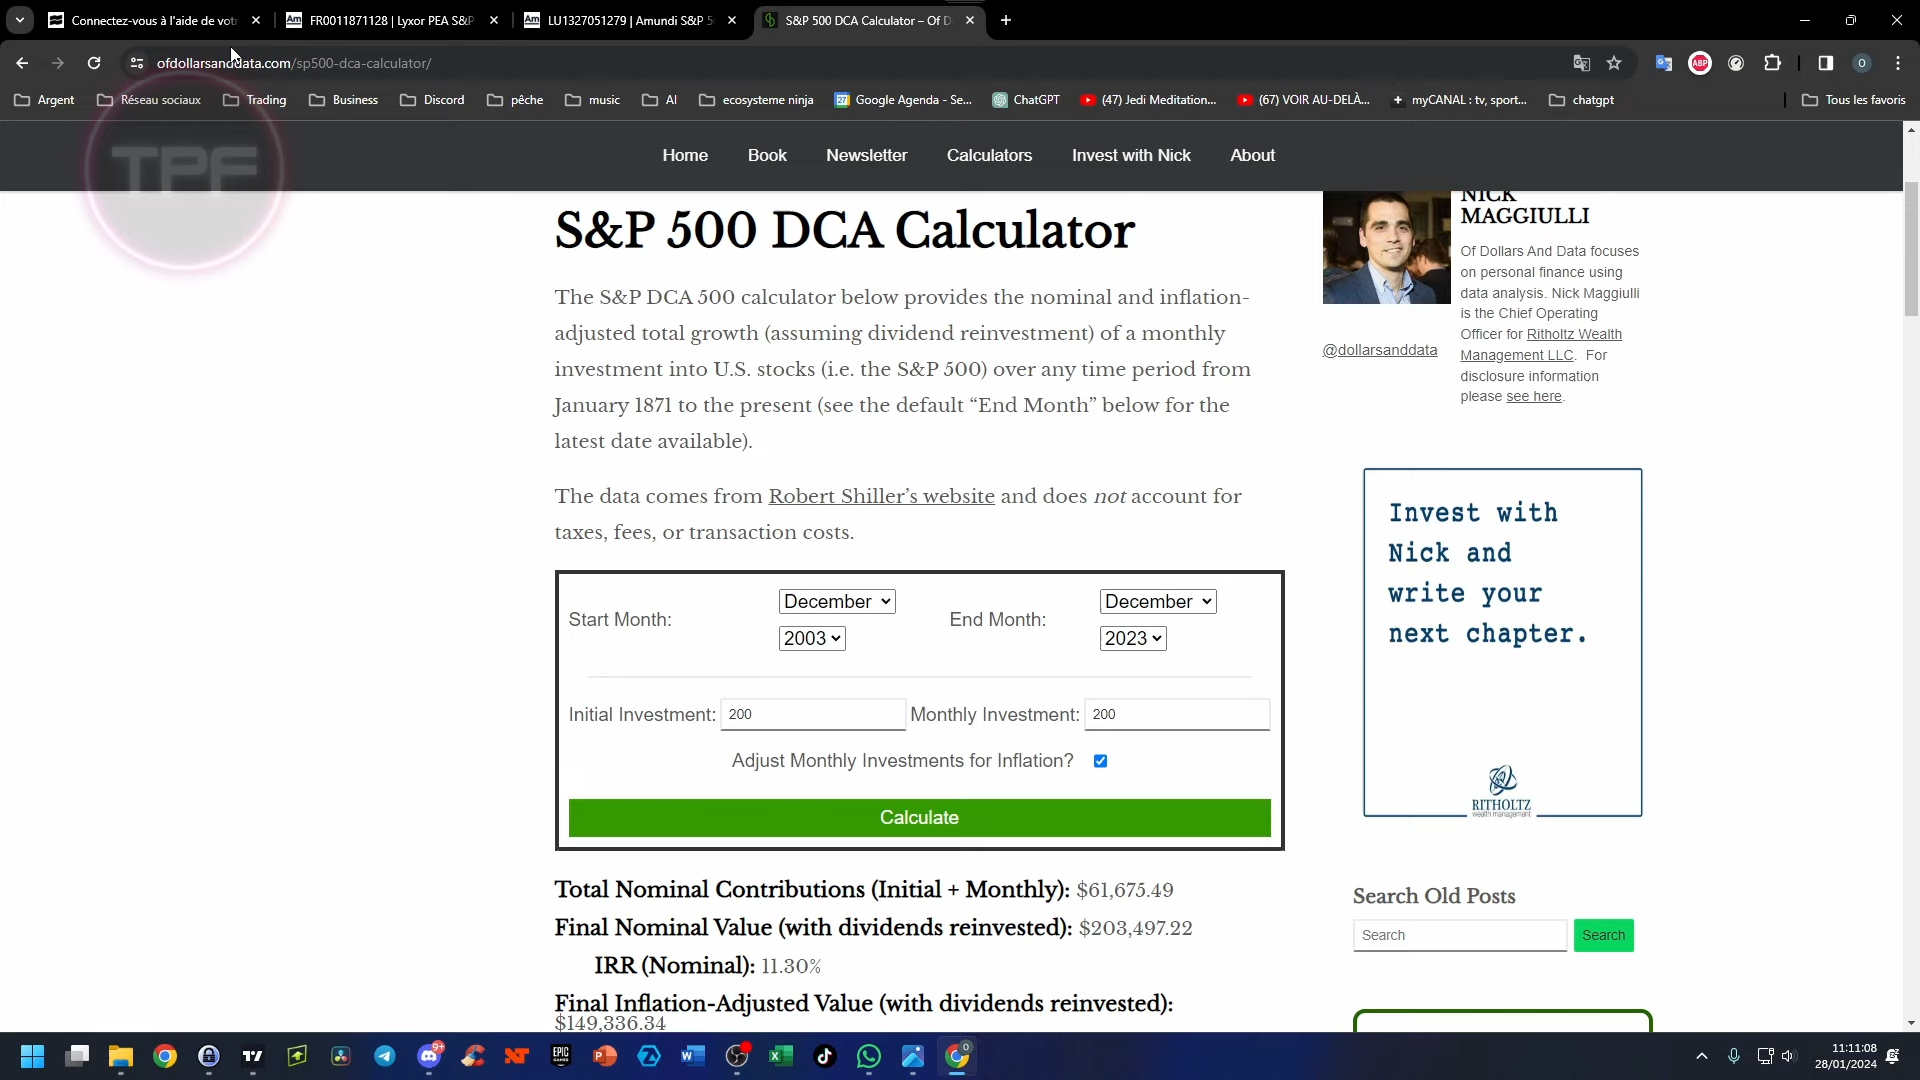 Connectez-vous à l'aide de votr
FR0011871128 | Lyxor PEA S&P
LU1327051279 | Amundi S&P 5
S&P 500 DCA Calculator – Of D
ofdollarsanddata.com/sp500-dca-calculator/
Argent
Réseau sociaux
Trading
Business
Discord
pêche
music
AI
ecosysteme ninja
Google Agenda - Se...
ChatGPT
(47) Jedi Meditation...
(67) VOIR AU-DELÀ...
myCANAL : tv, sport...
chatgpt
Tous les favoris
TPF
Home
Book
Newsletter
Calculators
Invest with Nick
About
S&P 500 DCA Calculator
The S&P DCA 500 calculator below provides the nominal and inflation-
adjusted total growth (assuming dividend reinvestment) of a monthly
investment into U.S. stocks (i.e. the S&P 500) over any time period from
January 1871 to the present (see the default “End Month” below for the
latest date available).
The data comes from Robert Shiller’s website and does not account for
taxes, fees, or transaction costs.
Start Month:
December
2003
End Month:
December
2023
Initial Investment: 200
Monthly Investment: 200
Adjust Monthly Investments for Inflation?
Calculate
Total Nominal Contributions (Initial + Monthly): $61,675.49
Final Nominal Value (with dividends reinvested): $203,497.22
IRR (Nominal): 11.30%
Final Inflation-Adjusted Value (with dividends reinvested):
$149,336.34
NICK
MAGGIULLI
Of Dollars And Data focuses
on personal finance using
data analysis. Nick Maggiulli
is the Chief Operating
Officer for Ritholtz Wealth
Management LLC. For
disclosure information
please see here.
@dollarsanddata
Invest with
Nick and
write your
next chapter.
RITHOLTZ
wealth management
Search Old Posts
Search
Search
11:11:08
28/01/2024